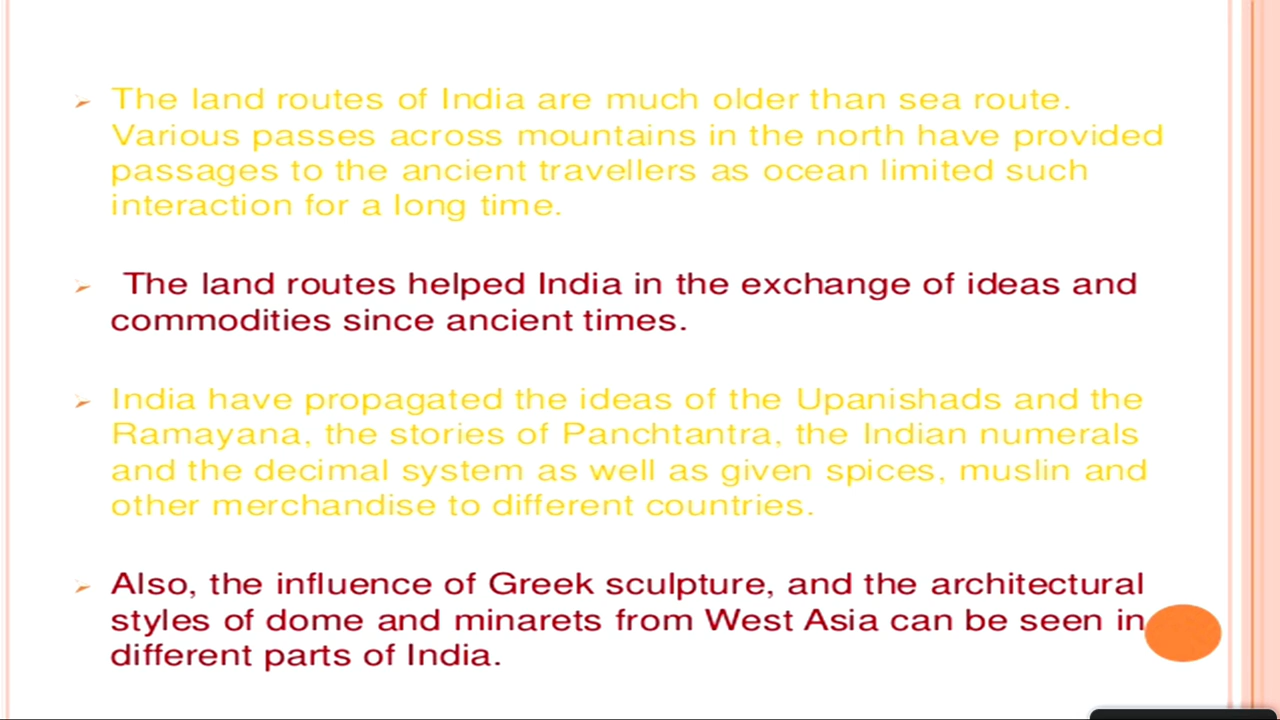 The land routes of India are much older than sea route.
Various passes across mountains in the north have provided
passages to the ancient travellers as ocean limited such
interaction for a long time.
The land routes helped India in the exchange of ideas and
commodities since ancient times.
India have propagated the ideas of the Upanishads and the
Ramayana, the stories of Panchtantra, the Indian numerals
and the decimal system as well as given spices, muslin and
other merchandise to different countries.
Also, the influence of Greek sculpture, and the architectural
styles of dome and minarets from West Asia can be seen in
different parts of India.